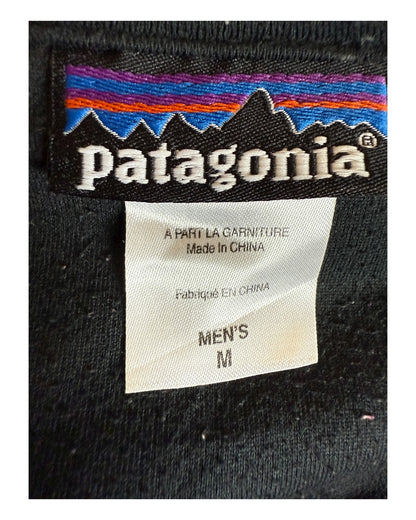 patagonia®
A PART LA GARNITURE
Made In CHINA
Fabriqué EN CHINA
MEN'S
M